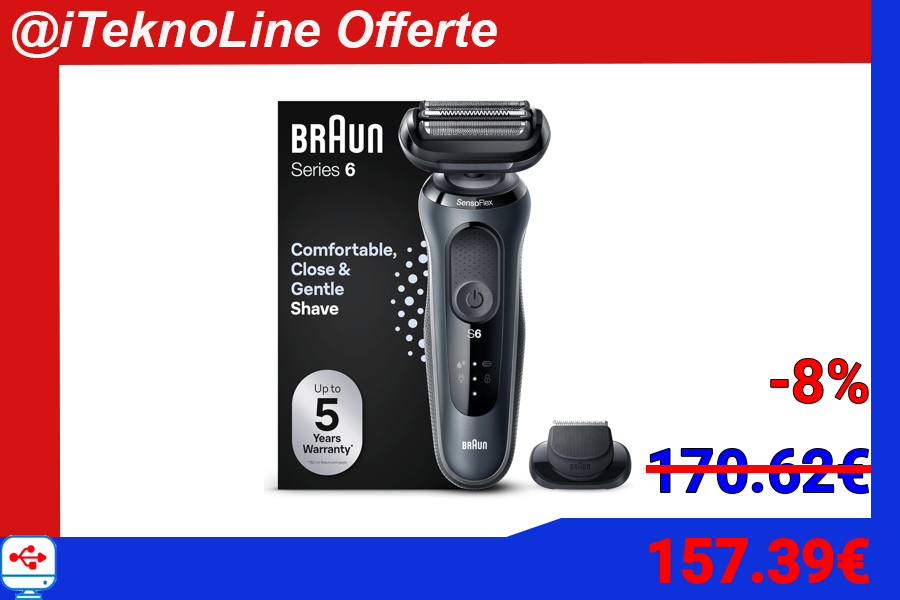 @iTeknoLine Offerte
BRAUN
Series 6
Comfortable,
Close &
Gentle
Shave
Up to
5
Years
Warranty*
SensoFlex
S6
BRAUN
BRAUN
-8%
170.62€
157.39€